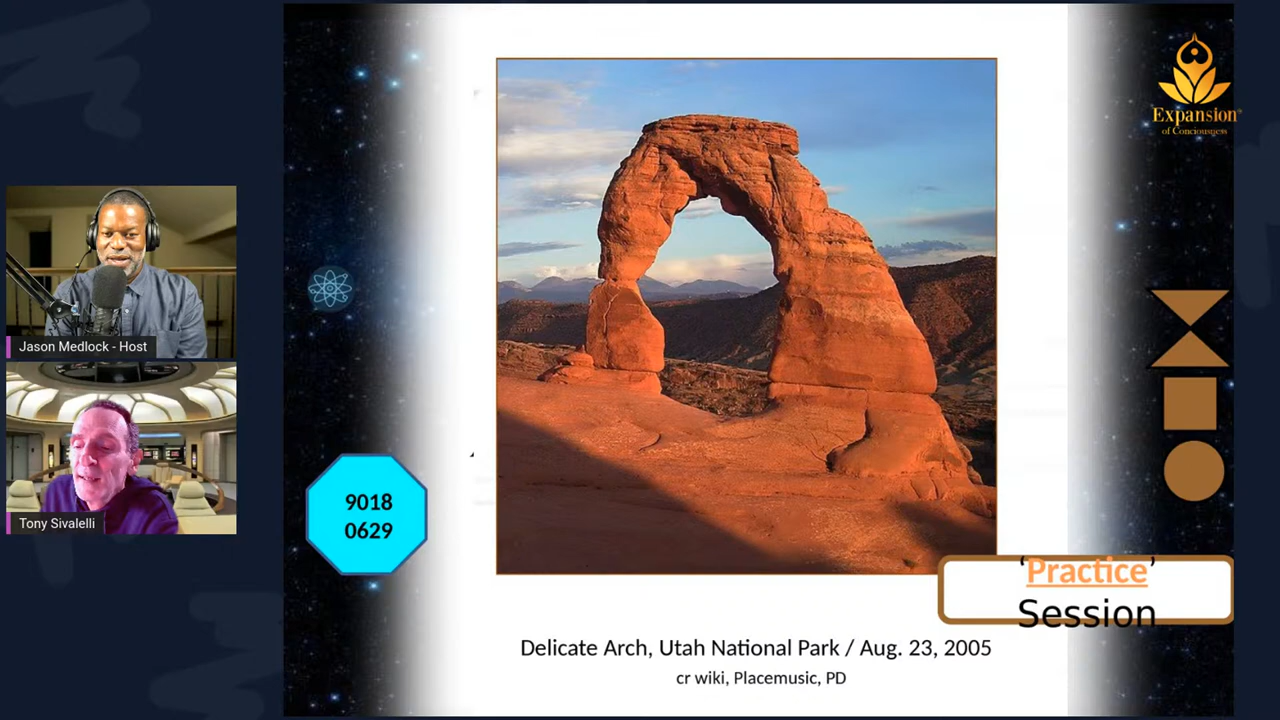 Expansion
of Conciousness
Jason Medlock - Host
Tony Sivalelli
9018
0629
'Practice'
Session
Delicate Arch, Utah National Park / Aug. 23, 2005
cr wiki, Placemusic, PD